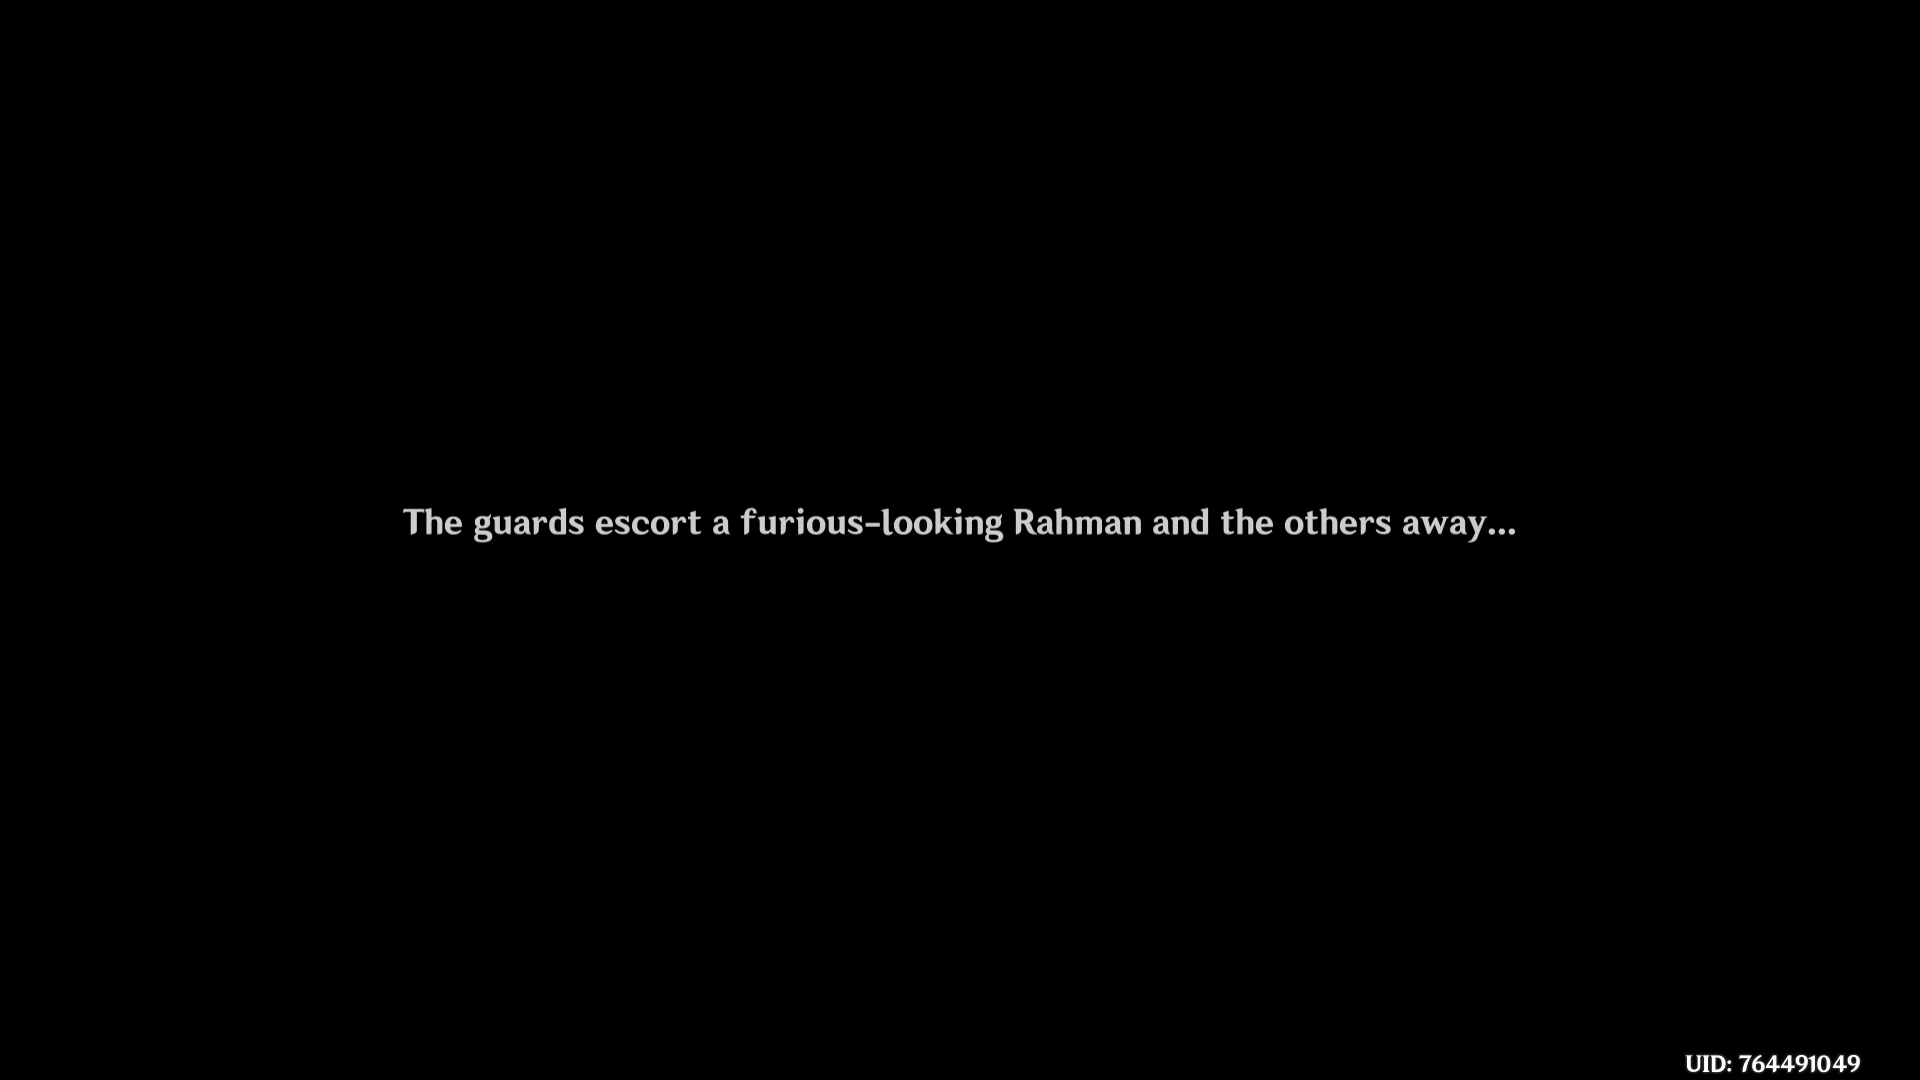 The guards escort a furious-looking Rahman and the others away...
UID: 764491049